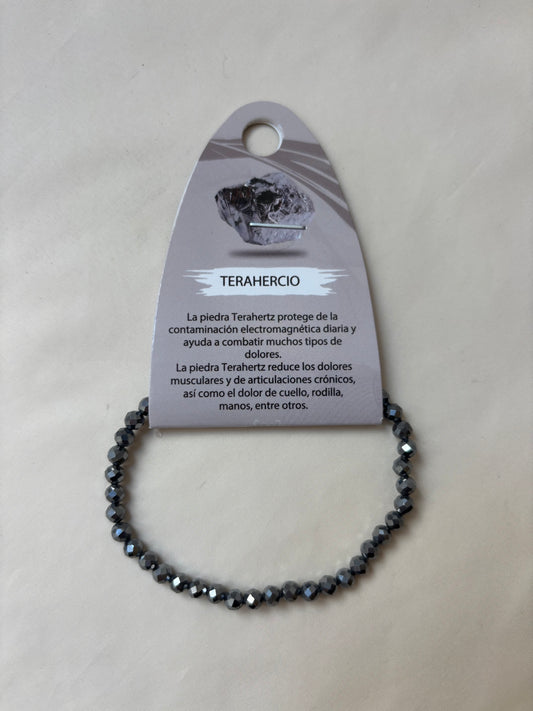 TERAHERCIO
La piedra Terahertz protege de la
contaminación electromagnética diaria y
ayuda a combatir muchos tipos de
dolores.
La piedra Terahertz reduce los dolores
musculares y de articulaciones crónicos,
así como el dolor de cuello, rodilla,
manos, entre otros.